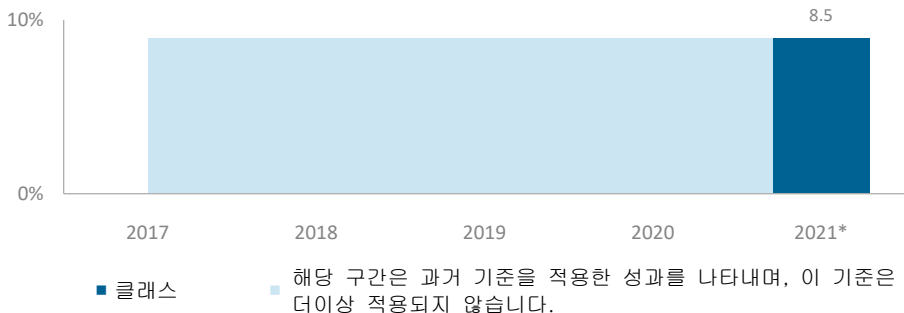 10%
8.5
0%
2017 2018 2019 2020 2021*
클래스
해당 구간은 과거 기준을 적용한 성과를 나타내며, 이 기준은
더이상 적용되지 않습니다.